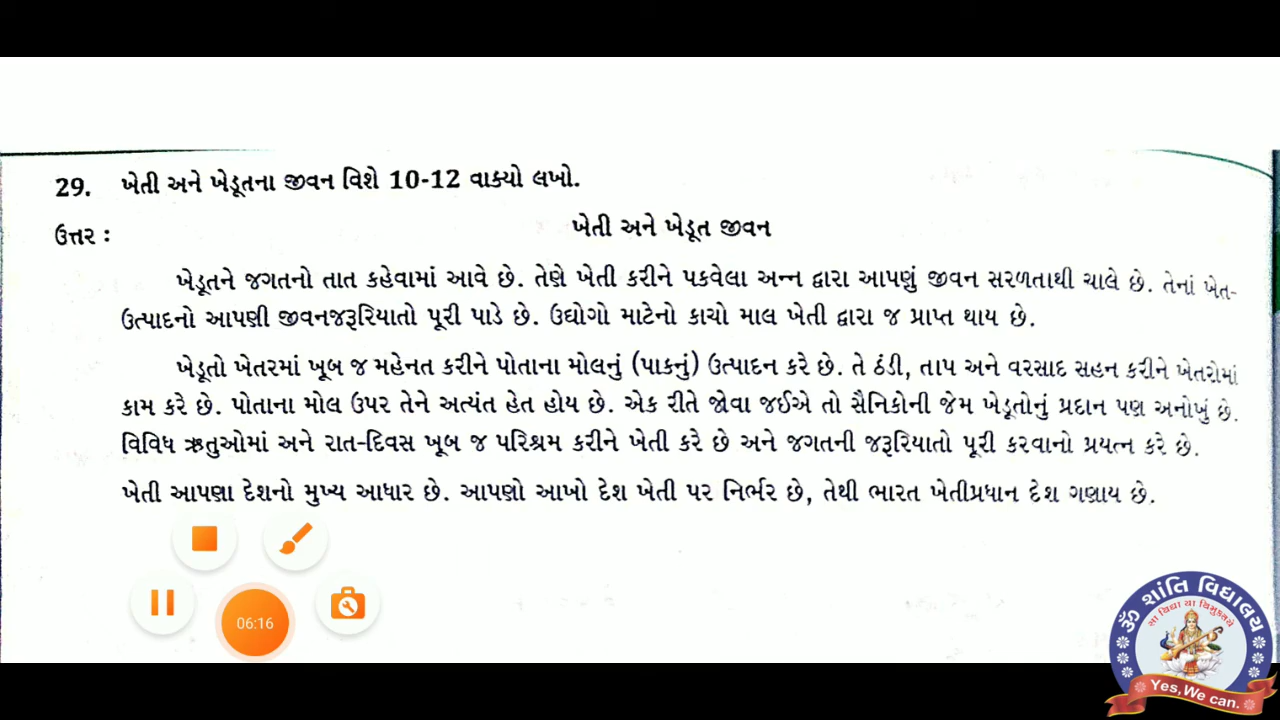 29. ખેતી અને ખેડૂતના જીવન વિશે 10-12 વાક્યો લખો.
ઉત્તર :
ખેતી અને ખેડૂત જીવન
ખેડૂતને જગતનો તાત કહેવામાં આવે છે. તેણે ખેતી કરીને પકવેલા અન્ન દ્વારા આપણું જીવન સરળતાથી ચાલે છે. તેનાં ખેત-
ઉત્પાદનો આપણી જીવનજરૂરિયાતો પૂરી પાડે છે. ઉદ્યોગો માટેનો કાચો માલ ખેતી દ્વારા જ પ્રાપ્ત થાય છે.
ખેડૂતો ખેતરમાં ખૂબ જ મહેનત કરીને પોતાના મોલનું (પાકનું) ઉત્પાદન કરે છે. તે ઠંડી, તાપ અને વરસાદ સહન કરીને ખેતરોમાં
કામ કરે છે. પોતાના મોલ ઉપર તેને અત્યંત હેત હોય છે. એક રીતે જોવા જઈએ તો સૈનિકોની જેમ ખેડૂતોનું પ્રદાન પણ અનોખું છે.
વિવિધ ઋતુઓમાં અને રાત-દિવસ ખૂબ જ પરિશ્રમ કરીને ખેતી કરે છે અને જગતની જરૂરિયાતો પૂરી કરવાનો પ્રયત્ન કરે છે.
ખેતી આપણા દેશનો મુખ્ય આધાર છે. આપણો આખો દેશ ખેતી પર નિર્ભર છે, તેથી ભારત ખેતીપ્રધાન દેશ ગણાય છે.
06:16
ૐ શાંતિ વિદ્યાલય
સા વિદ્યા યા વિમુક્તયે
Yes, We can.